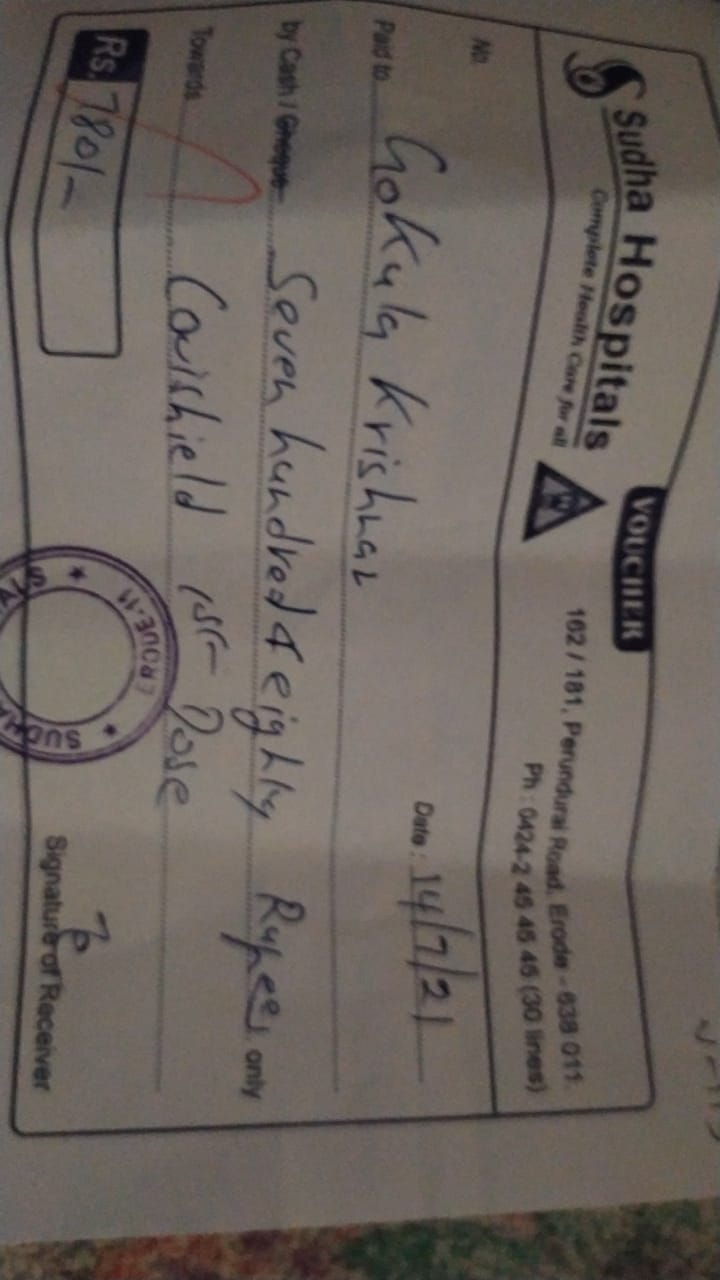 VOUCHER
Sudha Hospitals
Complete Health Care for all
162 / 181, Perundurai Road, Erode - 638 011.
Ph : 0424-2 45 45 45 (30 lines)
No.
Date : 14/7/21
Paid to Gokula Krishnan
by Cash / Cheque Seven hundred & eighty Rupees only
Towards Covishield 1st Dose
Rs. 780/-
Signature of Receiver
SUDHA
ERODE-11